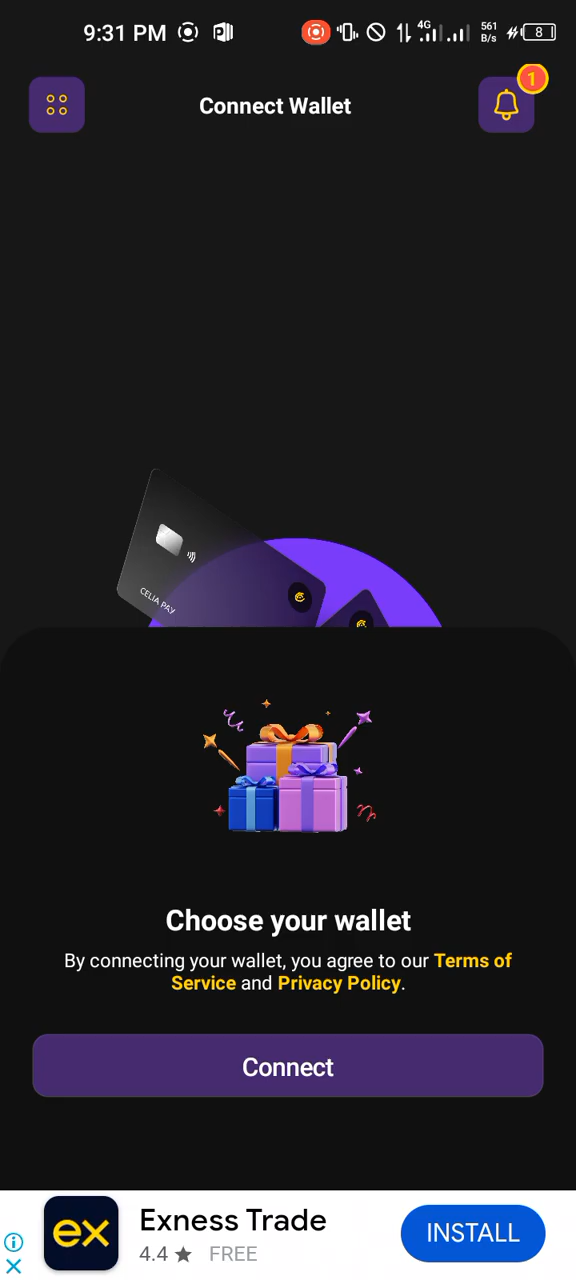 9:31 PM
4G
561
B/s
8
Connect Wallet
1
CELIA PAY
Choose your wallet
By connecting your wallet, you agree to our Terms of
Service and Privacy Policy.
Connect
ex
Exness Trade
4.4 ★ FREE
INSTALL